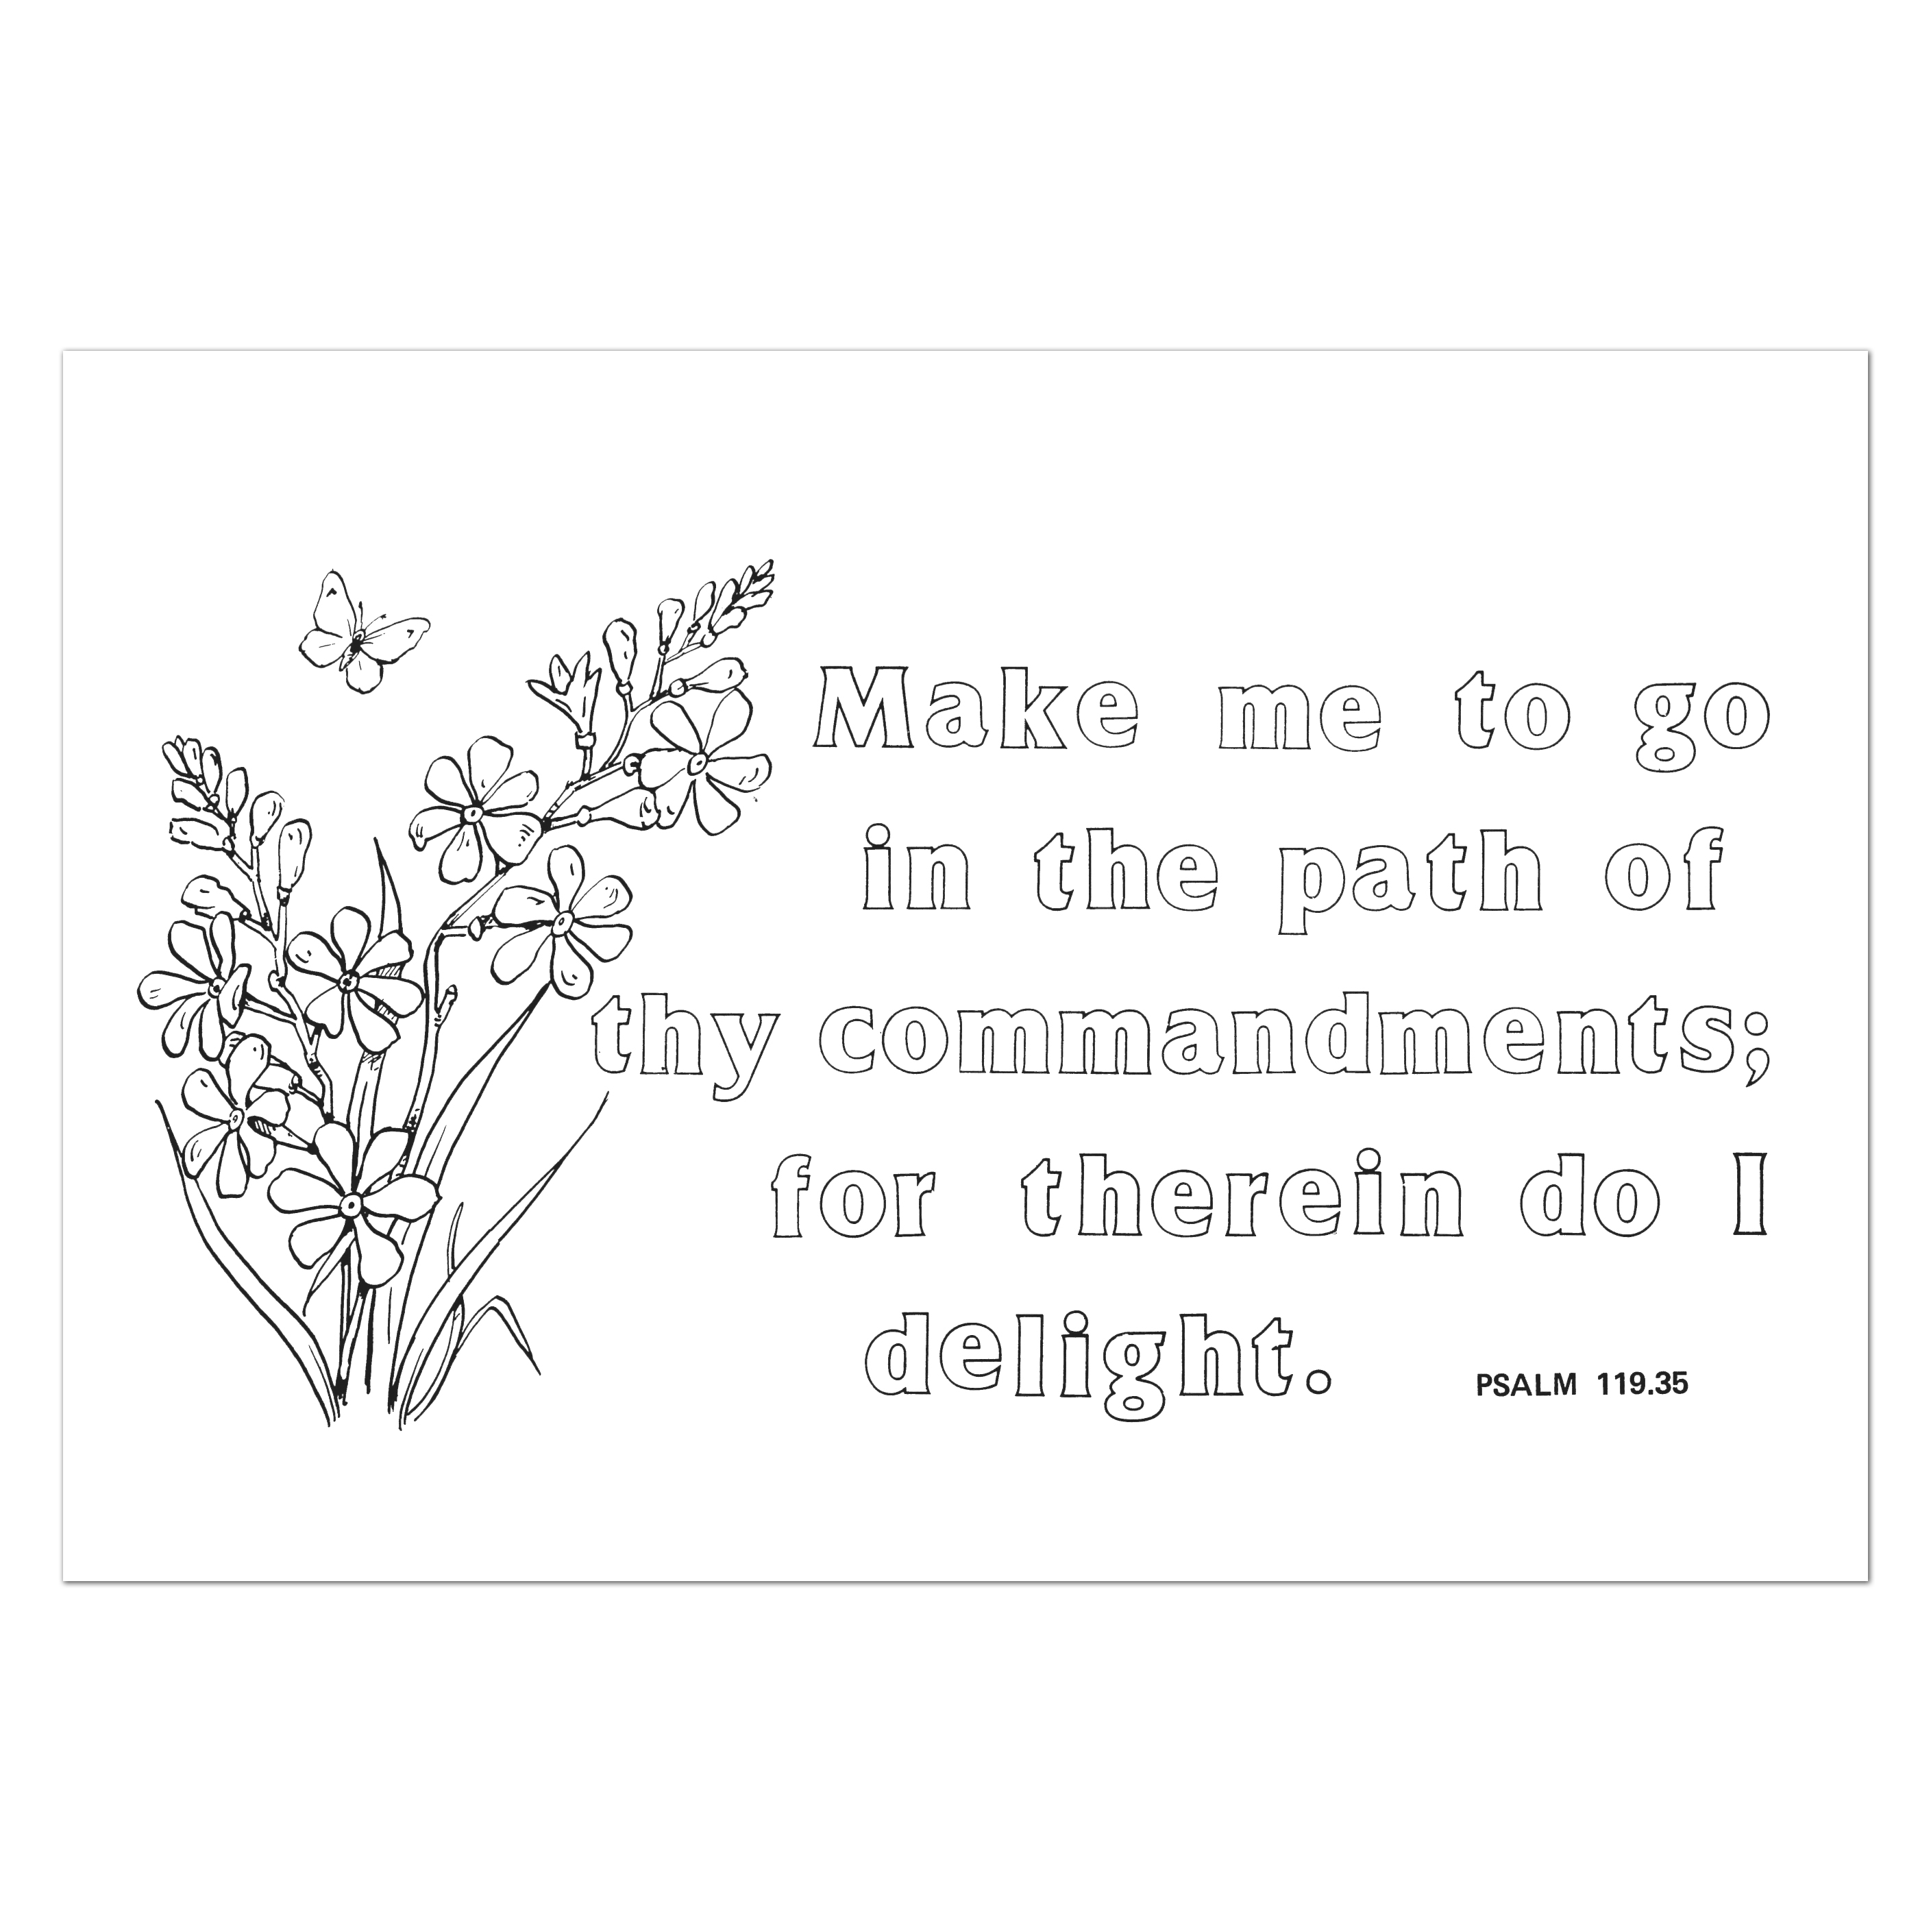 Make me to go
in the path of
thy commandments;
for therein do I
delight.
PSALM 119.35